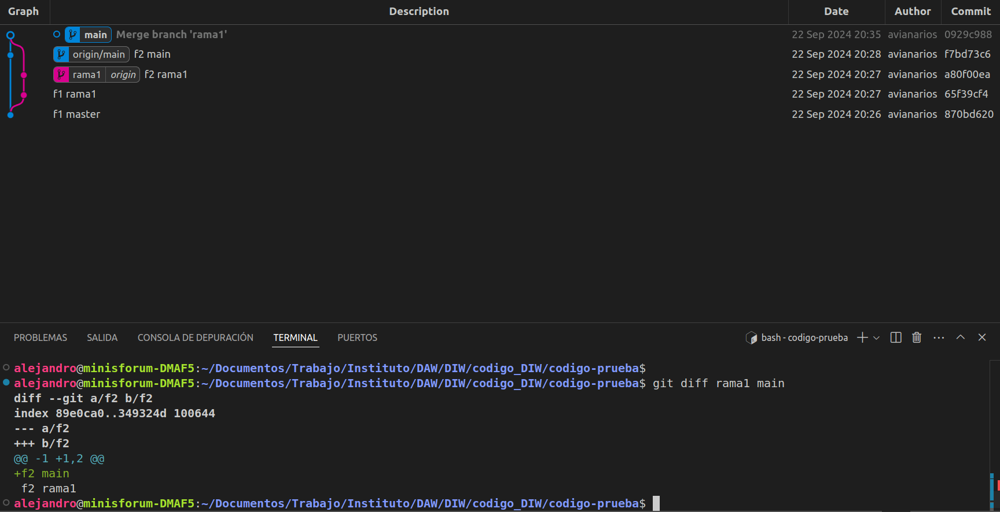 Graph Description Date Author Commit
main Merge branch 'rama1' 22 Sep 2024 20:35 avianarios 0929c988
origin/main f2 main 22 Sep 2024 20:28 avianarios f7bd73c6
rama1 origin f2 rama1 22 Sep 2024 20:27 avianarios a80f00ea
f1 rama1 22 Sep 2024 20:27 avianarios 65f39cf4
f1 master 22 Sep 2024 20:26 avianarios 870bd620
PROBLEMAS SALIDA CONSOLA DE DEPURACIÓN TERMINAL PUERTOS bash - codigo-prueba
alejandro@minisforum-DMAF5:~/Documentos/Trabajo/Instituto/DAW/DIW/codigo_DIW/codigo-prueba$
alejandro@minisforum-DMAF5:~/Documentos/Trabajo/Instituto/DAW/DIW/codigo_DIW/codigo-prueba$ git diff rama1 main
diff --git a/f2 b/f2
index 89e0ca0..349324d 100644
--- a/f2
+++ b/f2
@@ -1 +1,2 @@
+f2 main
 f2 rama1
alejandro@minisforum-DMAF5:~/Documentos/Trabajo/Instituto/DAW/DIW/codigo_DIW/codigo-prueba$